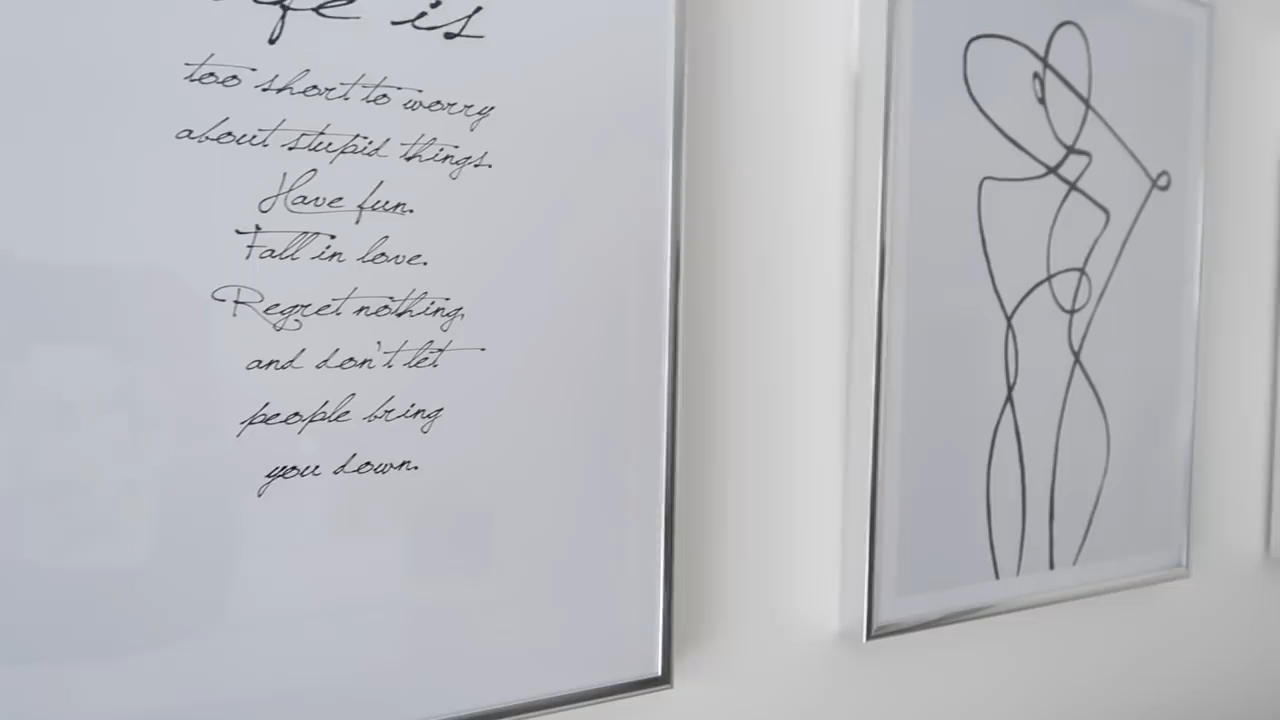 is
too short to worry
about stupid things.
Have fun.
Fall in love.
Regret nothing,
and don't let
people bring
you down.